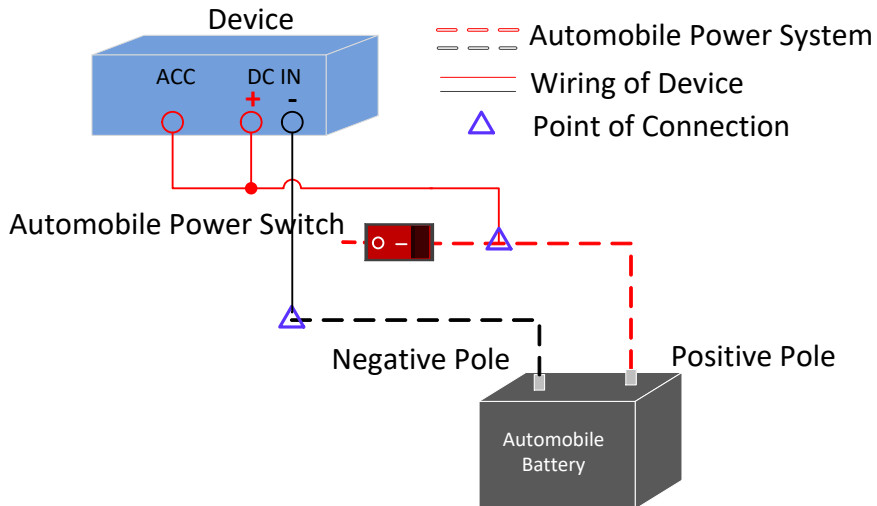 Device
ACC DC IN
+ -
Automobile Power System
Wiring of Device
Point of Connection
Automobile Power Switch
Negative Pole
Positive Pole
Automobile
Battery